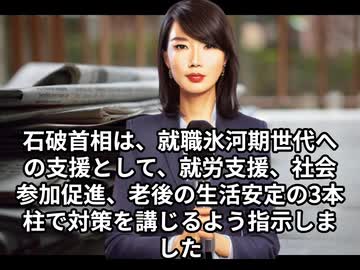 石破首相は、就職氷河期世代へ
の支援として、就労支援、社会
参加促進、老後の生活安定の3本
柱で対策を講じるよう指示しま
した